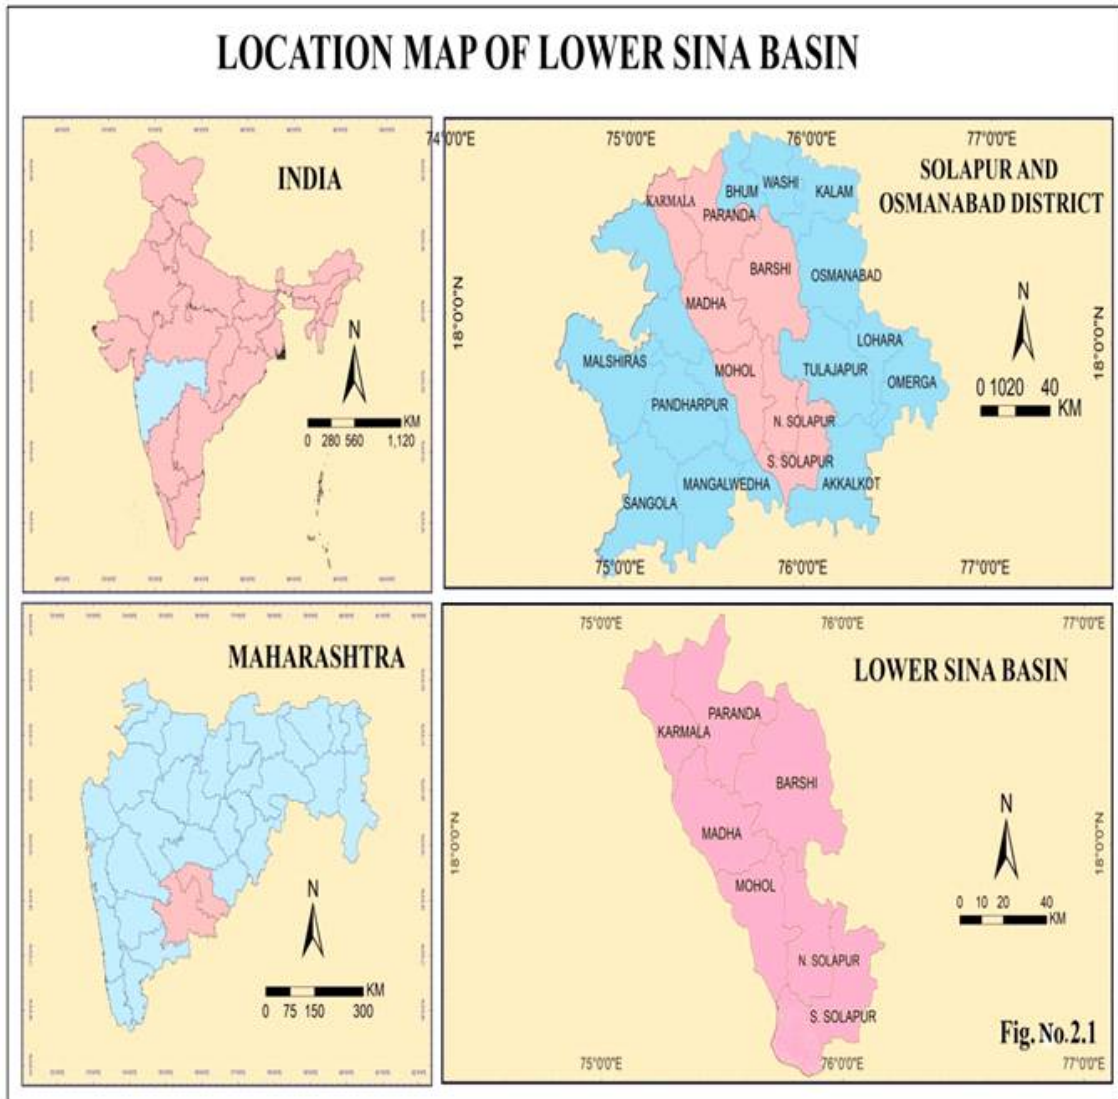 LOCATION MAP OF LOWER SINA BASIN
INDIA
N
KM
0 280 560 1,120
74°0'0"E 75°0'0"E 76°0'0"E 77°0'0"E
SOLAPUR AND
OSMANABAD DISTRICT
BHUM
WASHI
KALAM
KARMALA
PARANDA
BARSHI
OSMANABAD
MADHA
18°0'0"N
18°0'0"N
N
LOHARA
MALSHIRAS
MOHOL
TULAJAPUR
OMERGA
0 1020 40
KM
PANDHARPUR
N. SOLAPUR
S. SOLAPUR
MANGALWEDHA
AKKALKOT
SANGOLA
75°0'0"E 76°0'0"E 77°0'0"E
MAHARASHTRA
N
KM
0 75 150 300
75°0'0"E 76°0'0"E 77°0'0"E
LOWER SINA BASIN
PARANDA
KARMALA
BARSHI
MADHA
18°0'0"N
18°0'0"N
N
MOHOL
0 10 20 40
KM
N. SOLAPUR
S. SOLAPUR
Fig. No.2.1
75°0'0"E 76°0'0"E 77°0'0"E